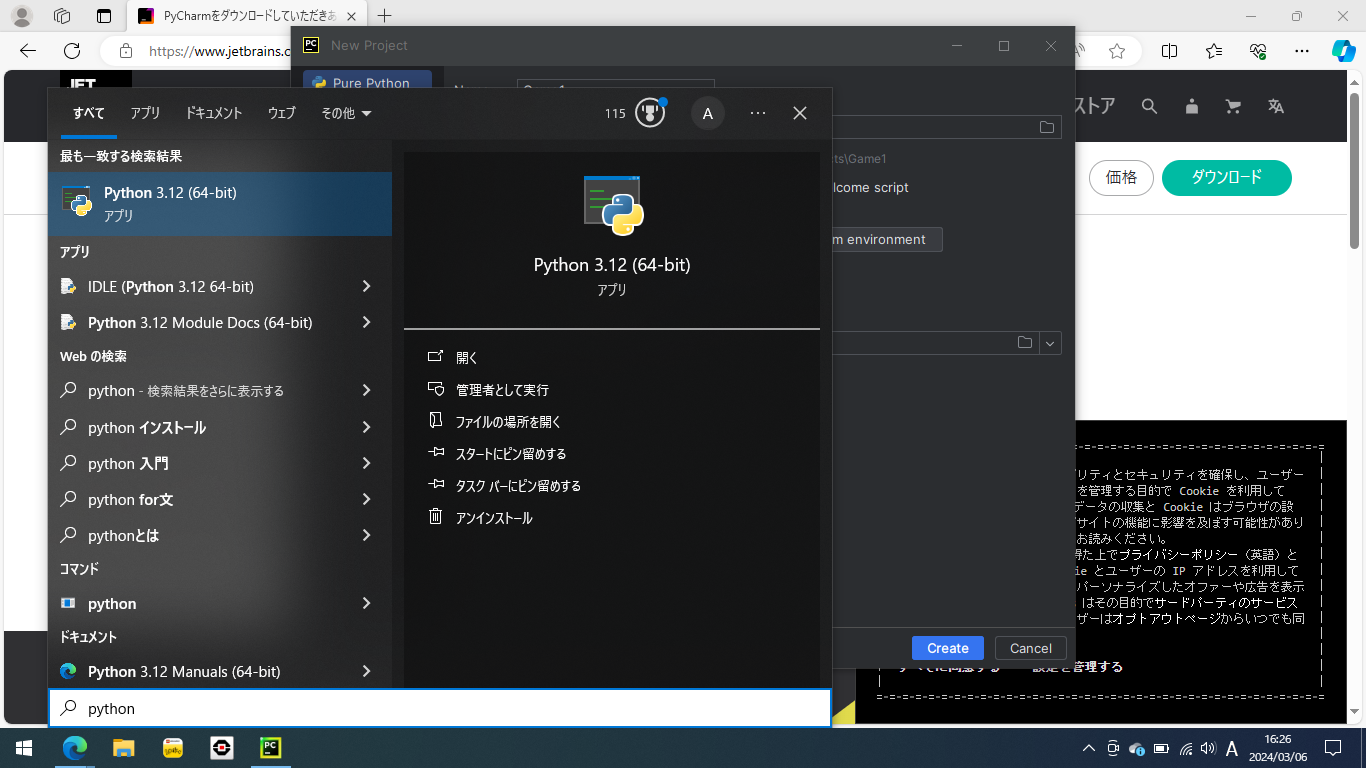 PyCharmをダウンロードしていただきあ
https://www.jetbrains.c
New Project
Pure Python
ストア
価格
ダウンロード
ts\Game1
lcome script
m environment
Create
Cancel
すべて
アプリ
ドキュメント
ウェブ
その他
115
A
最も一致する検索結果
Python 3.12 (64-bit)
アプリ
アプリ
IDLE (Python 3.12 64-bit)
Python 3.12 Module Docs (64-bit)
Web の検索
python - 検索結果をさらに表示する
python インストール
python 入門
python for文
pythonとは
コマンド
python
ドキュメント
Python 3.12 Manuals (64-bit)
python
Python 3.12 (64-bit)
アプリ
開く
管理者として実行
ファイルの場所を開く
スタートにピン留めする
タスク バーにピン留めする
アンインストール
リティとセキュリティを確保し、ユーザー
を管理する目的で Cookie を利用して
データの収集と Cookie はブラウザの設
サイトの機能に影響を及ぼす可能性があり
お読みください。
得た上でプライバシーポリシー（英語）と
ie とユーザーの IP アドレスを利用して
パーソナライズしたオファーや広告を表示
はその目的でサードパーティのサービス
ザーはオプトアウトページからいつでも同
設定を管理する
PC
A
16:26
2024/03/06